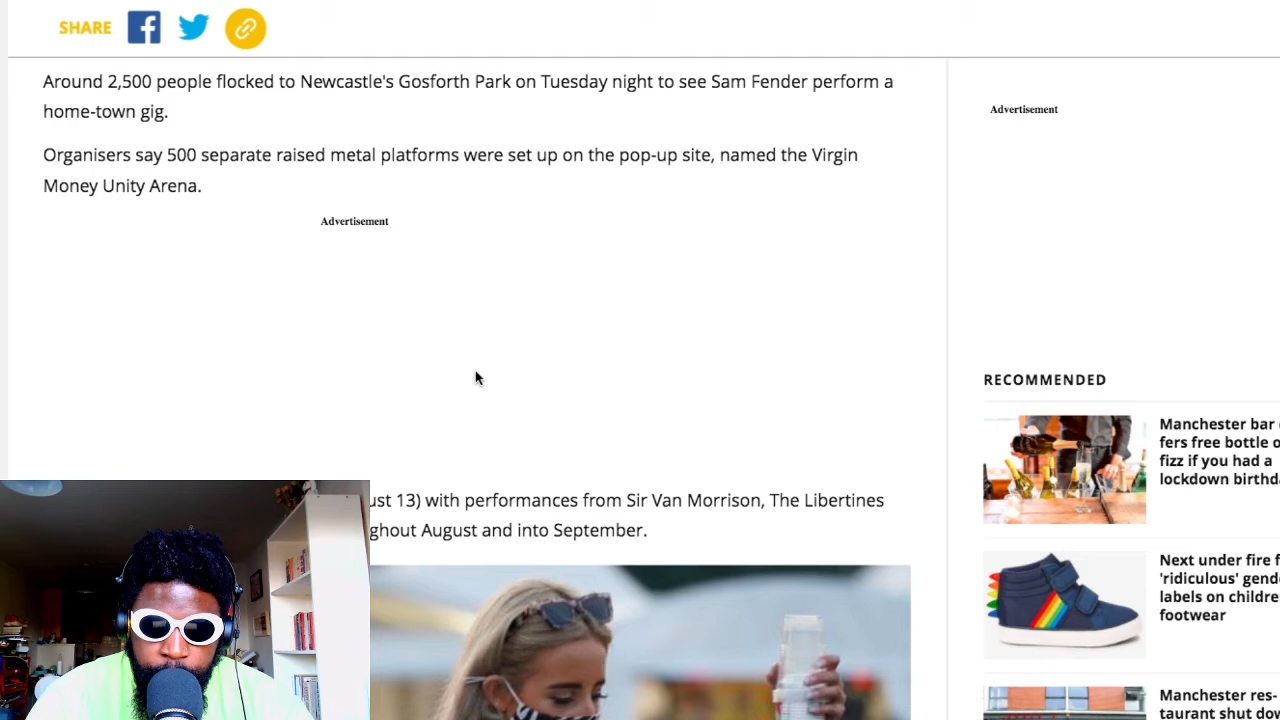 SHARE
Around 2,500 people flocked to Newcastle's Gosforth Park on Tuesday night to see Sam Fender perform a
home-town gig.
Organisers say 500 separate raised metal platforms were set up on the pop-up site, named the Virgin
Money Unity Arena.
Advertisement
ust 13) with performances from Sir Van Morrison, The Libertines
ghout August and into September.
Advertisement
RECOMMENDED
Manchester bar
fers free bottle o
fizz if you had a
lockdown birthd
Next under fire f
'ridiculous' gend
labels on childre
footwear
Manchester res-
taurant shut dow